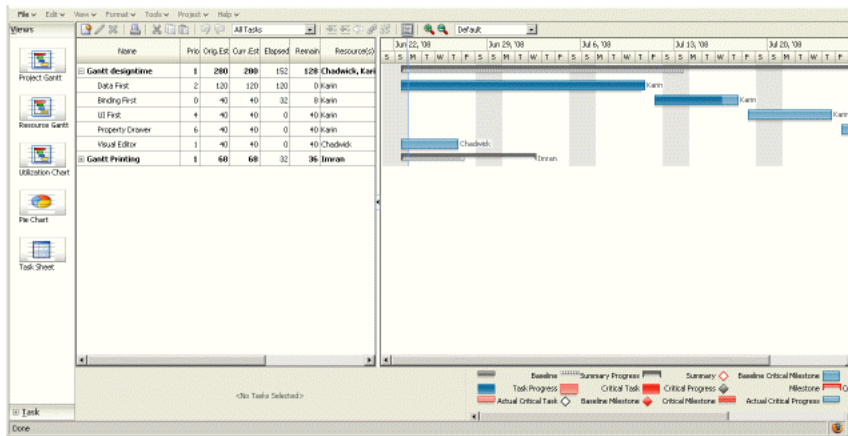 File Edit View Format Tools Project Help
Views
All Tasks
Default
Project Gantt
Resource Gantt
Utilization Chart
Pie Chart
Task Sheet
Name Prio Orig.Est Curr.Est Elapsed Remain Resource(s)
Gantt designtime 1 280 280 152 128 Chadwick, Kari
Data First 2 120 120 120 0 Karin
Binding First 0 40 40 32 8 Karin
UI First 4 40 40 0 40 Karin
Property Drawer 6 40 40 0 40 Karin
Visual Editor 1 40 40 0 40 Chadwick
Gantt Printing 1 68 68 32 36 Imran
Jun 22, '08 Jun 29, '08 Jul 6, '08 Jul 13, '08 Jul 20, '08
S S M T W T F S S M T W T F S S M T W T F S S M T W T F S S M T W T F
Karin
Karin
Karin
Chadwick
Imran
<No Tasks Selected>
Baseline Summary Progress Summary Baseline Critical Milestone
Task Progress Critical Task Critical Progress Milestone
Actual Critical Task Baseline Milestone Critical Milestone Actual Critical Progress
Task
Done